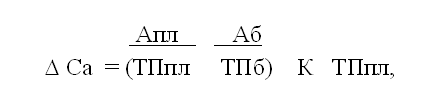 Апл Аб
Δ Са = (ТПпл ТПб) К ТПпл,